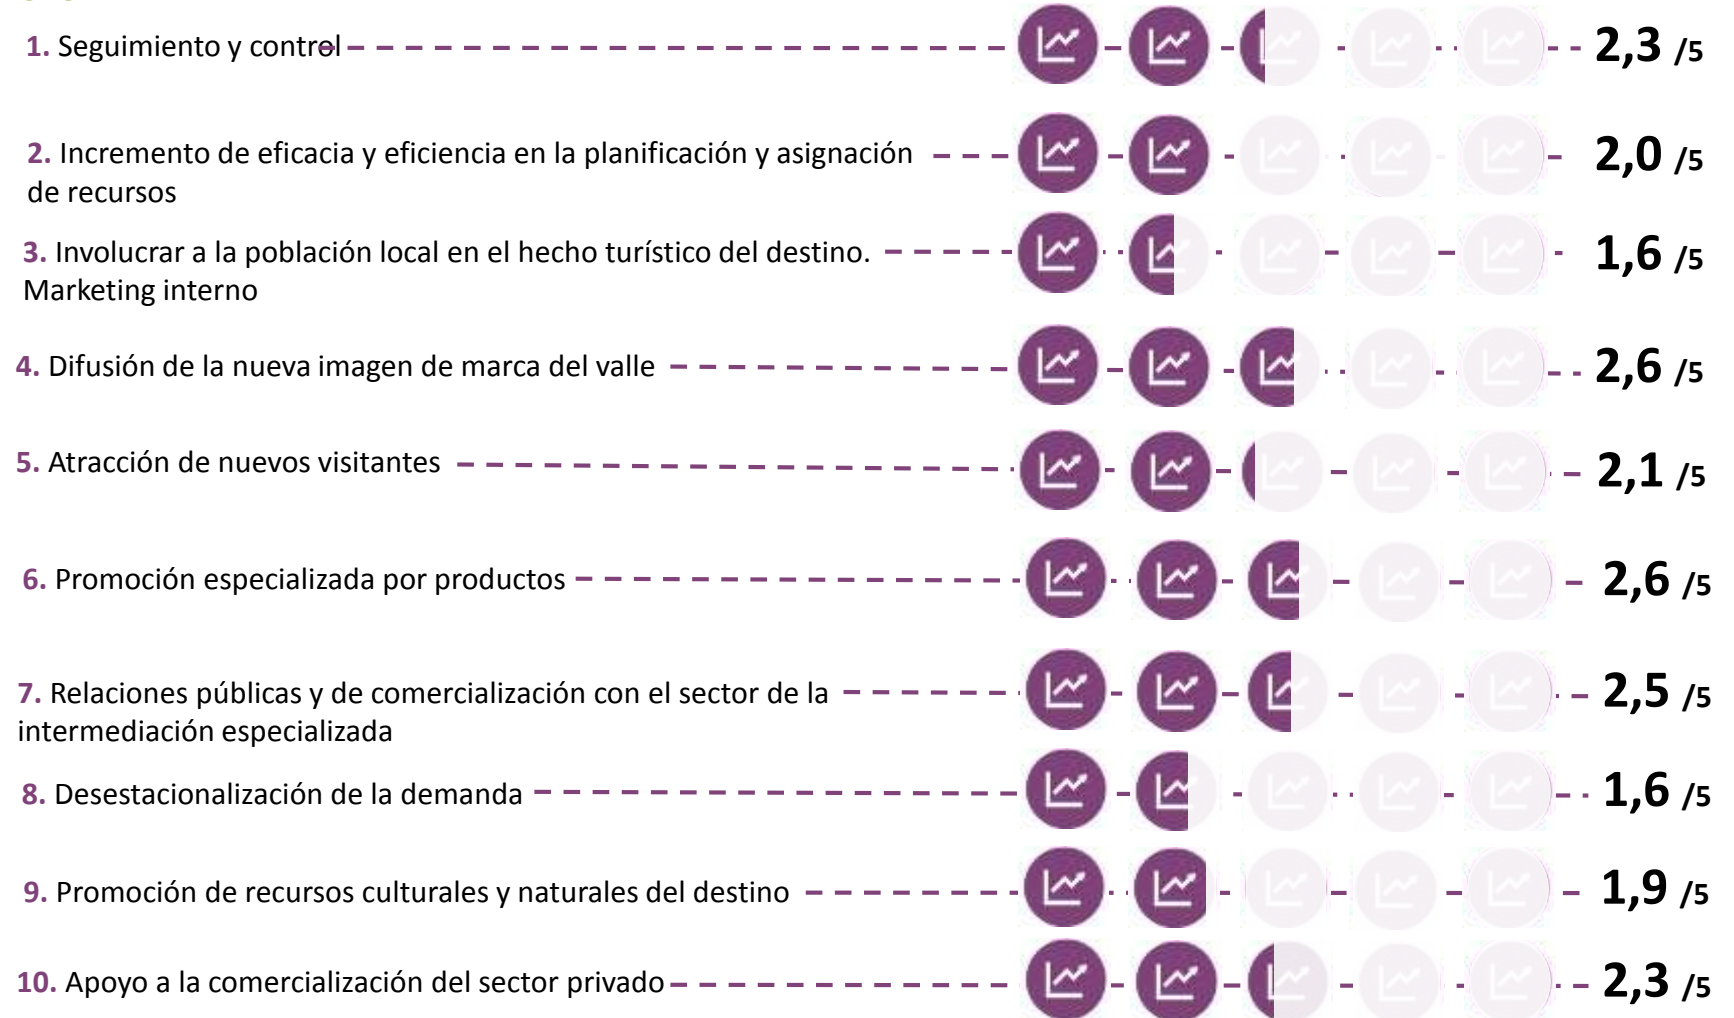 1. Seguimiento y control 2,3 /5
2. Incremento de eficacia y eficiencia en la planificación y asignación 2,0 /5
de recursos
3. Involucrar a la población local en el hecho turístico del destino. 1,6 /5
Marketing interno
4. Difusión de la nueva imagen de marca del valle 2,6 /5
5. Atracción de nuevos visitantes 2,1 /5
6. Promoción especializada por productos 2,6 /5
7. Relaciones públicas y de comercialización con el sector de la 2,5 /5
intermediación especializada
8. Desestacionalización de la demanda 1,6 /5
9. Promoción de recursos culturales y naturales del destino 1,9 /5
10. Apoyo a la comercialización del sector privado 2,3 /5